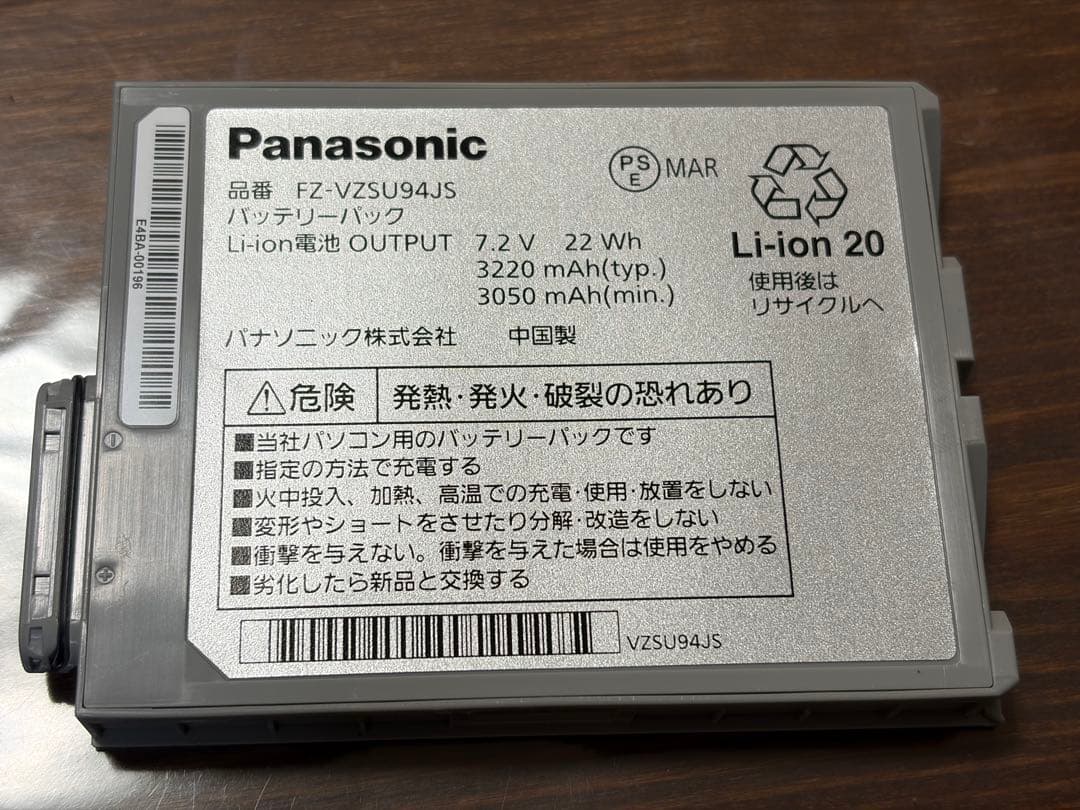 Panasonic
PS
E
MAR
品番 FZ-VZSU94JS
バッテリーパック
Li-ion電池 OUTPUT 7.2 V 22 Wh
3220 mAh(typ.)
3050 mAh(min.)
Li-ion 20
使用後は
リサイクルへ
パナソニック株式会社 中国製
危険 発熱・発火・破裂の恐れあり
■当社パソコン用のバッテリーパックです
■指定の方法で充電する
■火中投入、加熱、高温での充電・使用・放置をしない
■変形やショートをさせたり分解・改造をしない
■衝撃を与えない。衝撃を与えた場合は使用をやめる
■劣化したら新品と交換する
VZSU94JS
E4BA-00196